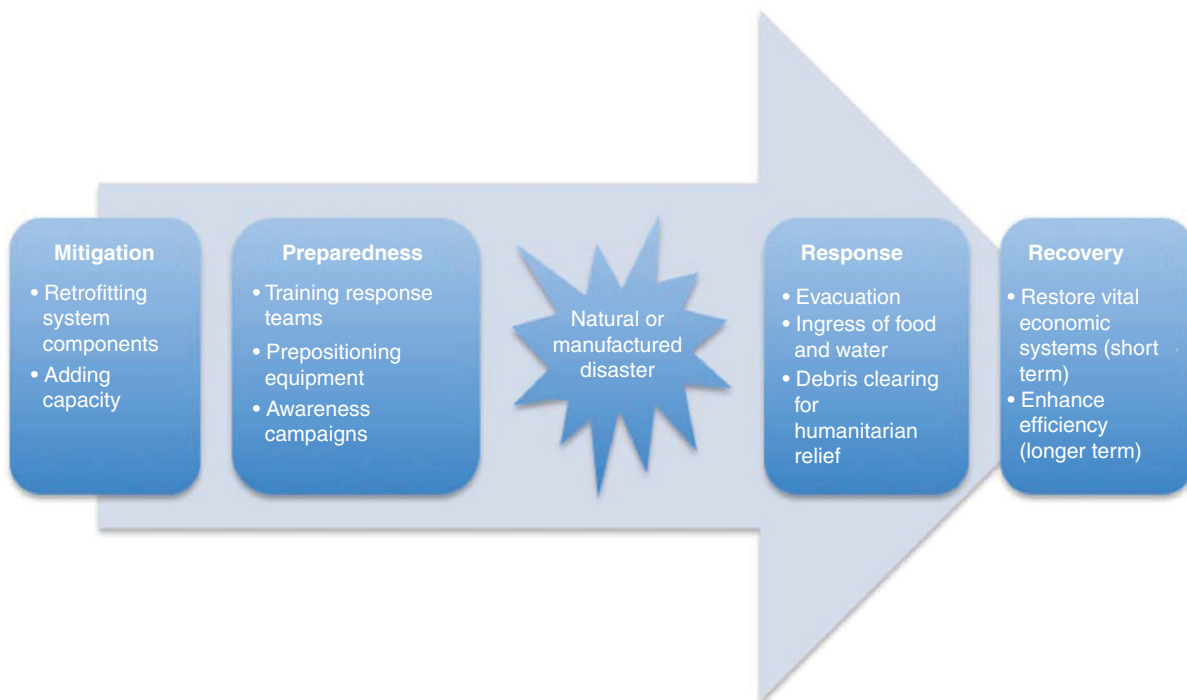 Mitigation
• Retrofitting
system
components
• Adding
capacity
Preparedness
• Training response
teams
• Prepositioning
equipment
• Awareness
campaigns
Natural or
manufactured
disaster
Response
• Evacuation
• Ingress of food
and water
• Debris clearing
for
humanitarian
relief
Recovery
• Restore vital
economic
systems (short
term)
• Enhance
efficiency
(longer term)